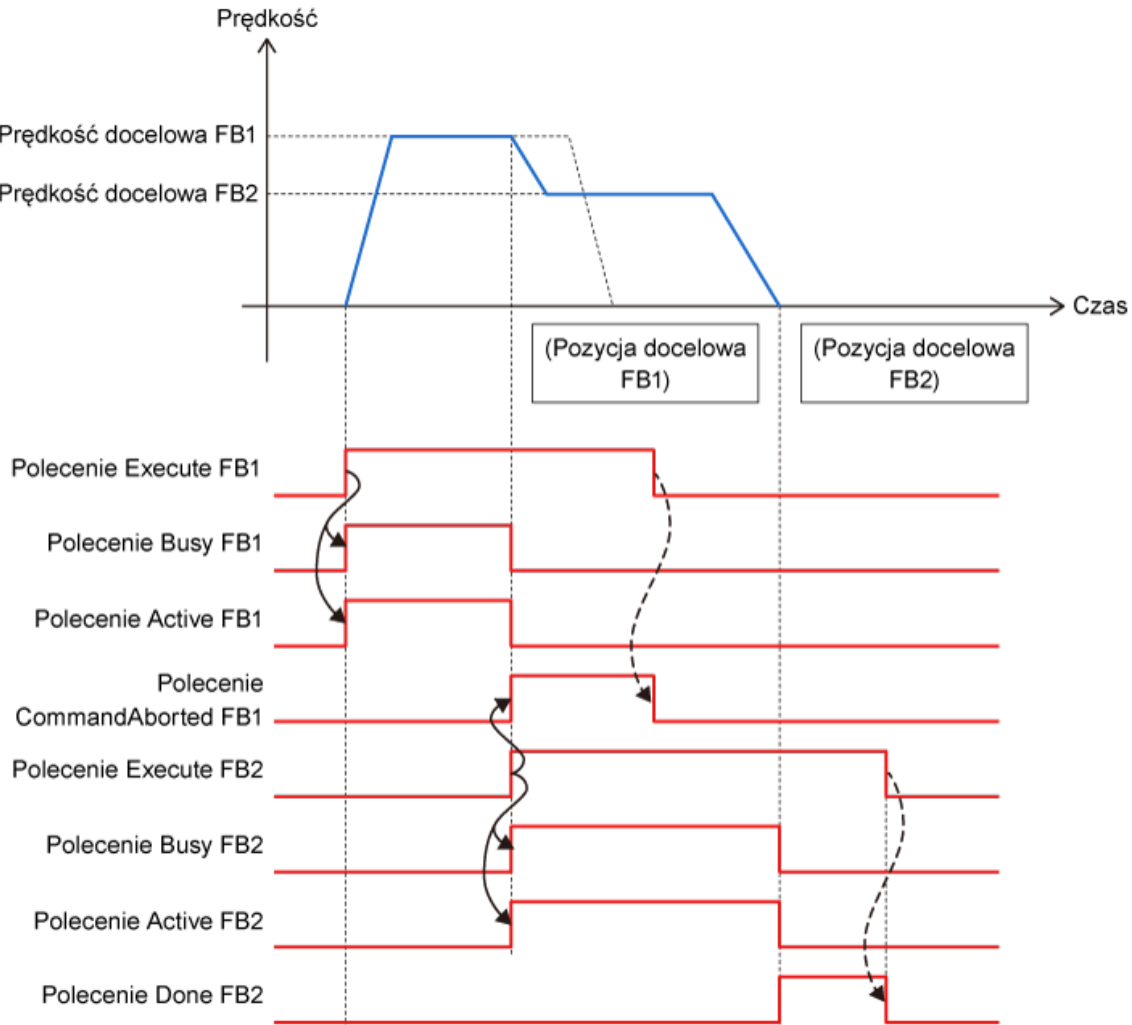 Prędkość
Prędkość docelowa FB1
Prędkość docelowa FB2
Czas
(Pozycja docelowa
FB1)
(Pozycja docelowa
FB2)
Polecenie Execute FB1
Polecenie Busy FB1
Polecenie Active FB1
Polecenie
CommandAborted FB1
Polecenie Execute FB2
Polecenie Busy FB2
Polecenie Active FB2
Polecenie Done FB2